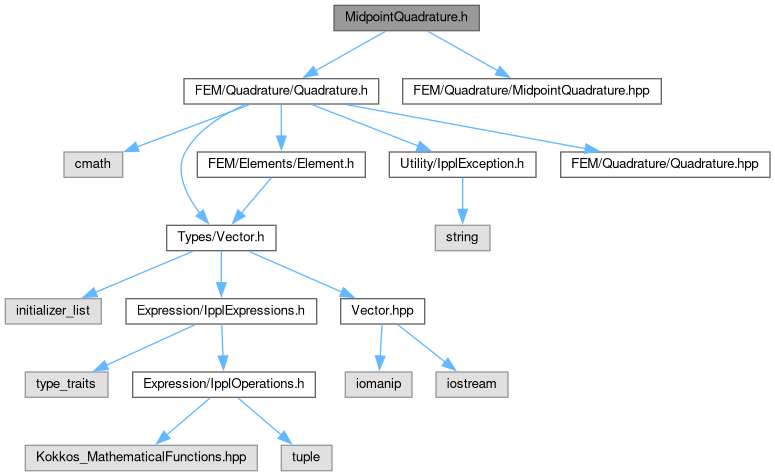 MidpointQuadrature.h
FEM/Quadrature/Quadrature.h
FEM/Quadrature/MidpointQuadrature.hpp
cmath
FEM/Elements/Element.h
Utility/IpplException.h
FEM/Quadrature/Quadrature.hpp
Types/Vector.h
string
initializer_list
Expression/IpplExpressions.h
Vector.hpp
type_traits
Expression/IpplOperations.h
iomanip
iostream
Kokkos_MathematicalFunctions.hpp
tuple